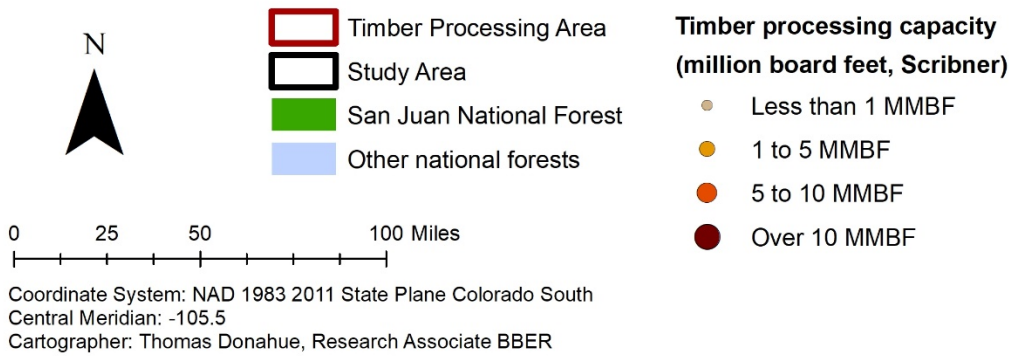 N
Timber Processing Area
Study Area
San Juan National Forest
Other national forests
Timber processing capacity
(million board feet, Scribner)
Less than 1 MMBF
1 to 5 MMBF
5 to 10 MMBF
Over 10 MMBF
0 25 50 100 Miles
Coordinate System: NAD 1983 2011 State Plane Colorado South
Central Meridian: -105.5
Cartographer: Thomas Donahue, Research Associate BBER